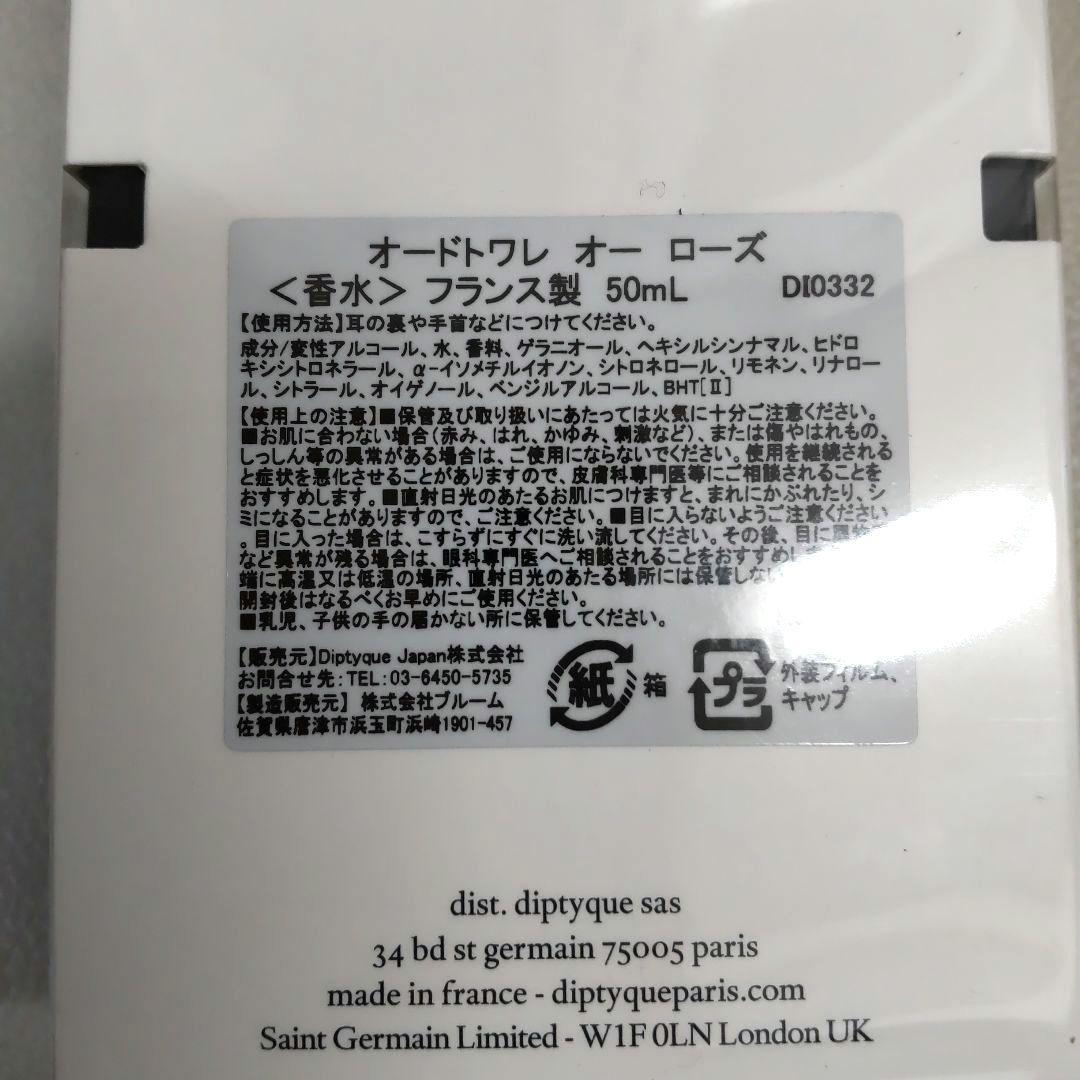 オードトワレ オー ローズ
＜香水＞ フランス製 50mL DI0332
【使用方法】耳の裏や手首などにつけてください。
成分/変性アルコール、水、香料、ゲラニオール、ヘキシルシンナマル、ヒドロ
キシシトロネラール、α-イソメチルイオノン、シトロネロール、リモネン、リナロー
ル、シトラール、オイゲノール、ベンジルアルコール、BHT[Ⅱ]
【使用上の注意】■保管及び取り扱いにあたっては火気に十分ご注意ください。
■お肌に合わない場合(赤み、はれ、かゆみ、刺激など)、または傷やはれもの、
しっしん等の異常がある場合は、ご使用にならないでください。使用を継続される
と症状を悪化させることがありますので、皮膚科専門医等にご相談されることを
おすすめします。■直射日光のあたるお肌につけますと、まれにかぶれたり、シ
ミになることがありますので、ご注意ください。■目に入らないようご注意ください
。目に入った場合は、こすらずにすぐに洗い流してください。その後、目に
など異常が残る場合は、眼科専門医へご相談されることをおすすめし
端に高温又は低温の場所、直射日光のあたる場所には保管しな
開封後はなるべくお早めにご使用ください。
■乳児、子供の手の届かない所に保管してください。
【販売元】Diptyque Japan株式会社
お問合せ先:TEL:03-6450-5735
【製造販売元】 株式会社ブルーム
佐賀県唐津市浜玉町浜崎1901-457
紙 箱
プラ 外装フィルム、
キャップ
dist. diptyque sas
34 bd st germain 75005 paris
made in france - diptyqueparis.com
Saint Germain Limited - W1F 0LN London UK